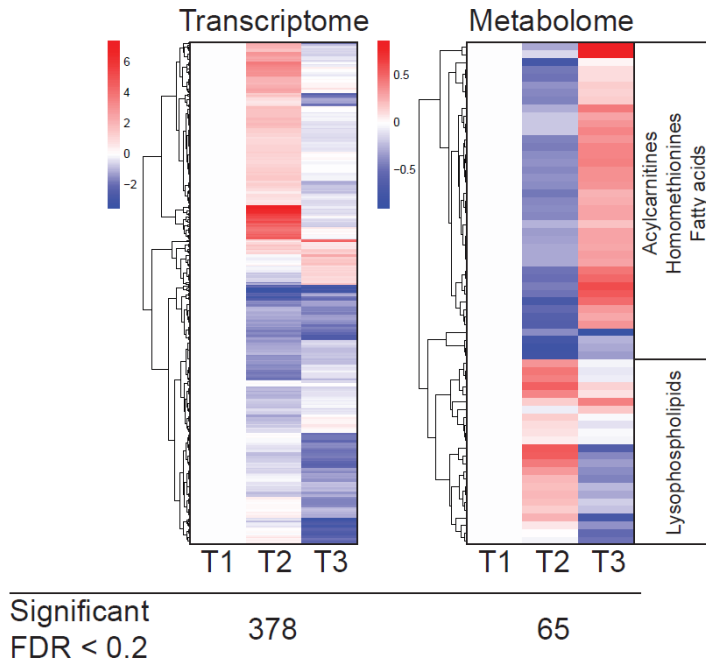 Transcriptome
Metabolome
6
4
2
0
−2
0.5
0
−0.5
Acylcarnitines
Homomethionines
Fatty acids
Lysophospholipids
T1 T2 T3
T1 T2 T3
Significant
FDR < 0.2
378
65